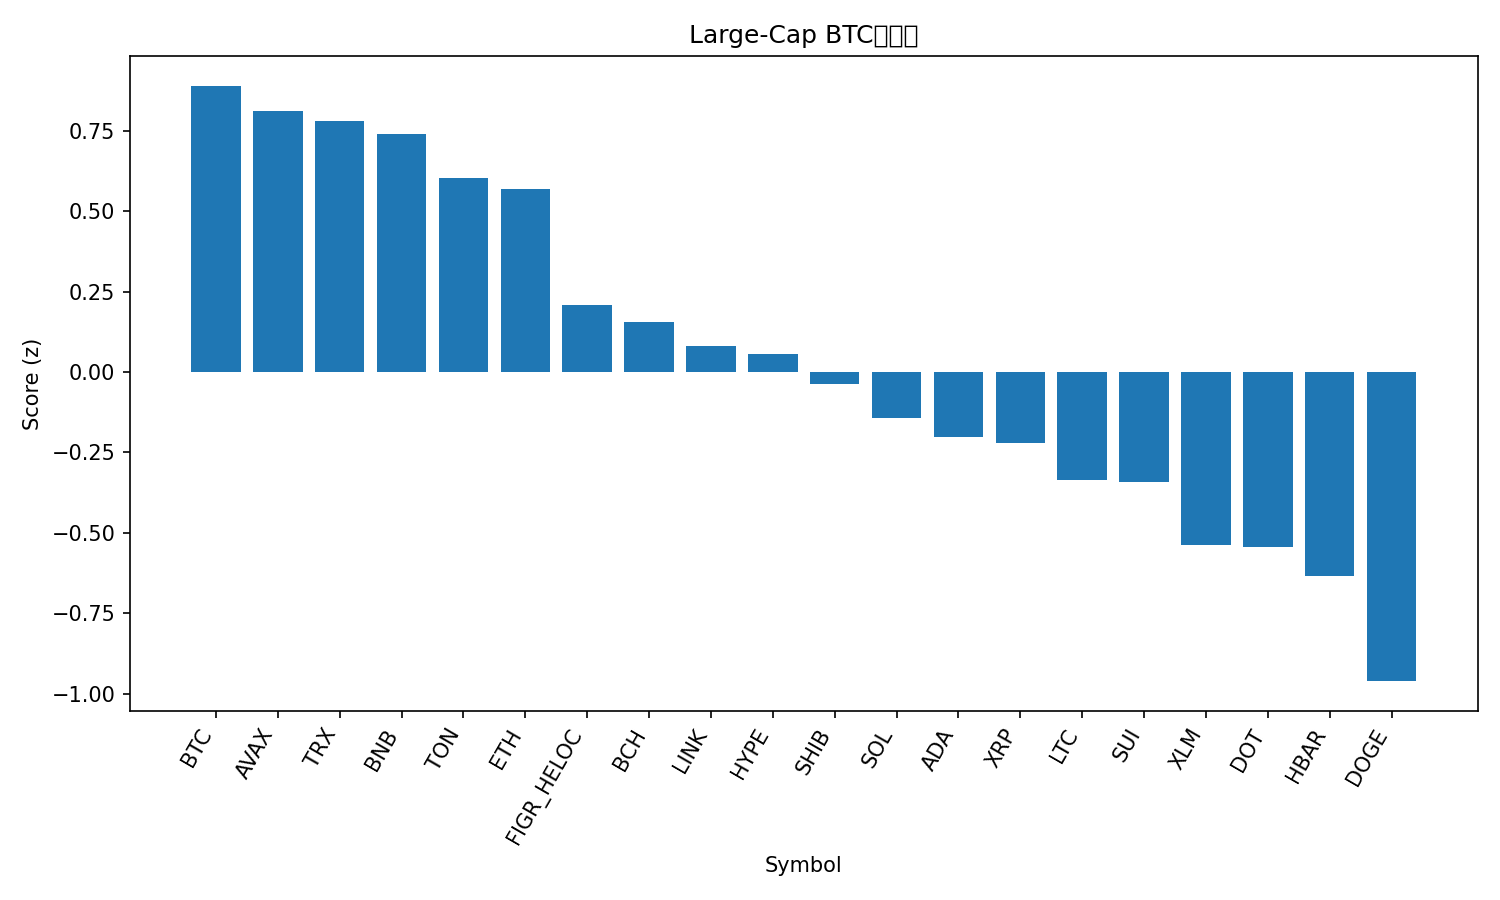 Large-Cap BTC
Score (z)
0.75
0.50
0.25
0.00
−0.25
−0.50
−0.75
−1.00
BTC
AVAX
TRX
BNB
TON
ETH
FIGR_HELOC
BCH
LINK
HYPE
SHIB
SOL
ADA
XRP
LTC
SUI
XLM
DOT
HBAR
DOGE
Symbol